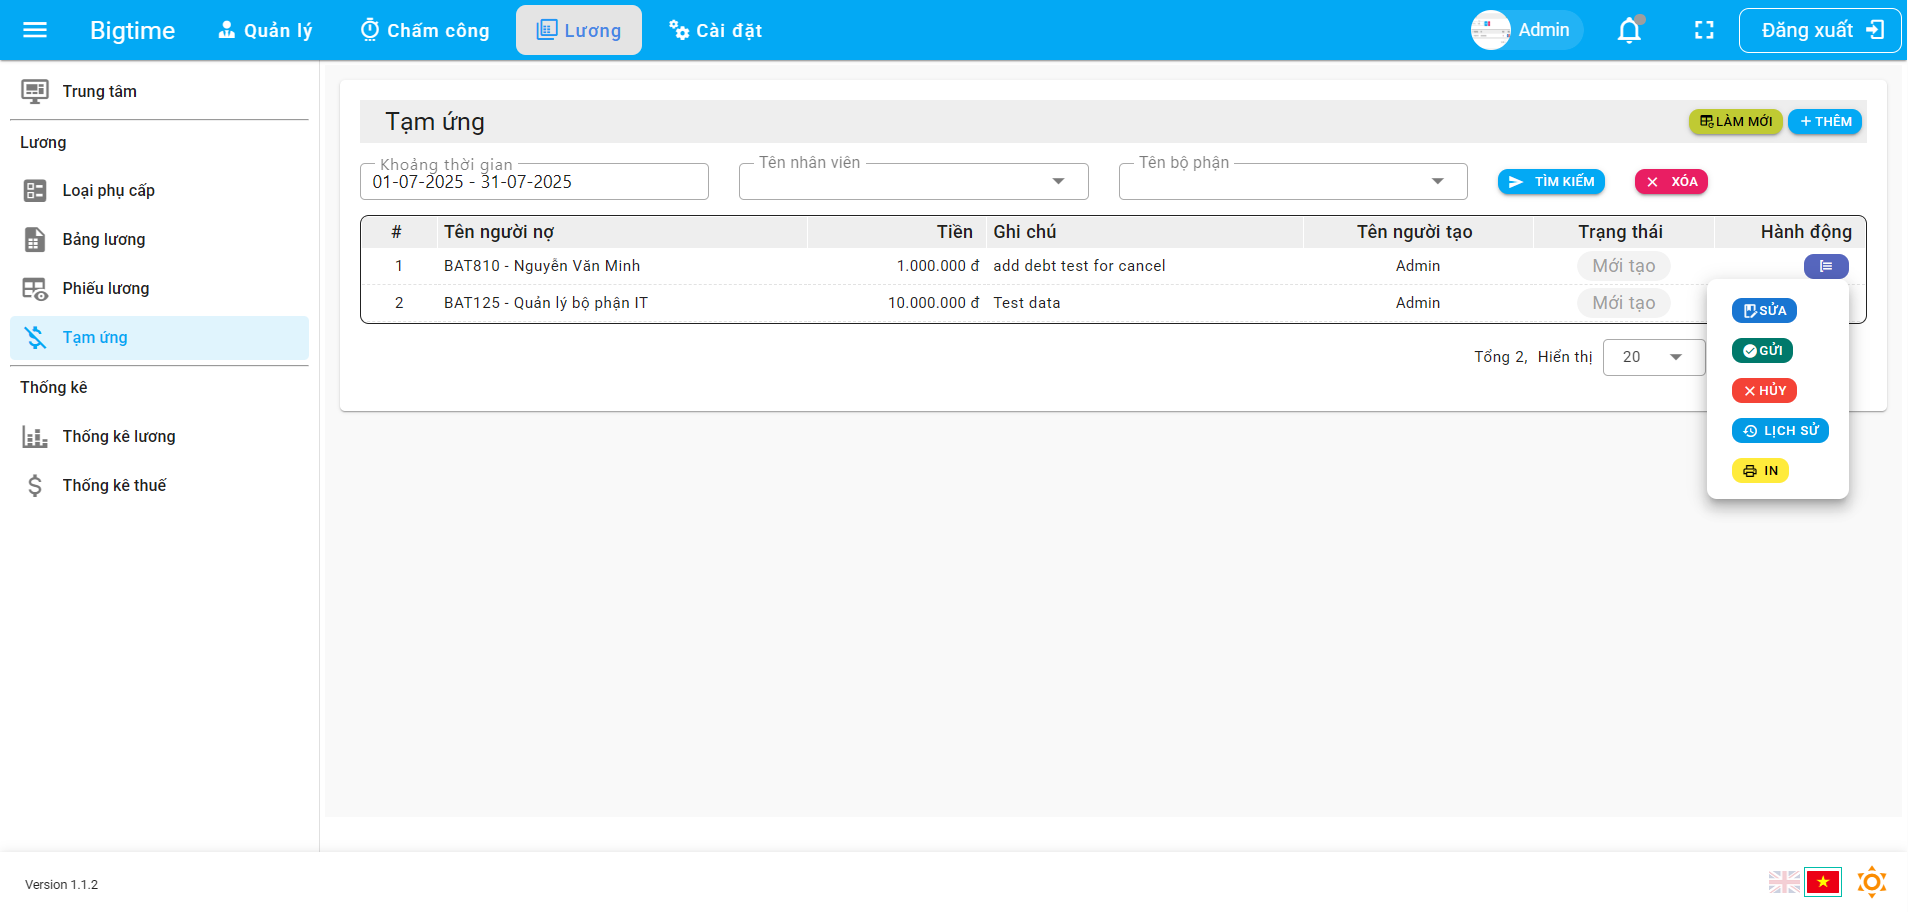 Bigtime Quản lý Chấm công Lương Cài đặt Admin Đăng xuất
Trung tâm
Lương
Loại phụ cấp
Bảng lương
Phiếu lương
Tạm ứng
Thống kê
Thống kê lương
Thống kê thuế
Tạm ứng LÀM MỚI + THÊM
Khoảng thời gian Tên nhân viên Tên bộ phận
01-07-2025 - 31-07-2025 TÌM KIẾM XÓA
# Tên người nợ Tiền Ghi chú Tên người tạo Trạng thái Hành động
1 BAT810 - Nguyễn Văn Minh 1.000.000 đ add debt test for cancel Admin Mới tạo
2 BAT125 - Quản lý bộ phận IT 10.000.000 đ Test data Admin Mới tạo
Tổng 2, Hiển thị 20
SỬA
GỬI
HỦY
LỊCH SỬ
IN
Version 1.1.2